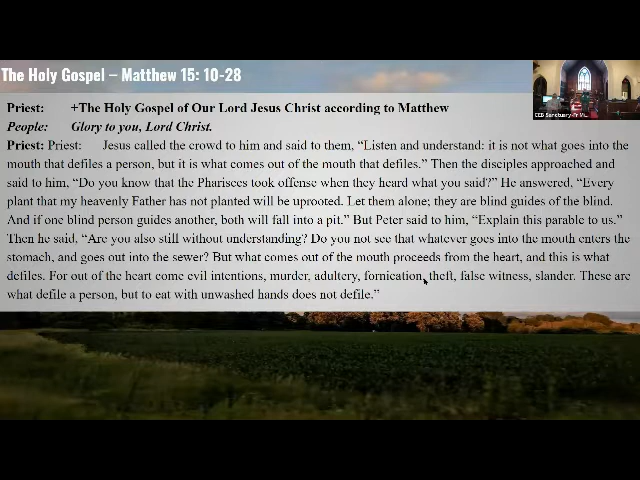 The Holy Gospel – Matthew 15: 10-28
Priest: +The Holy Gospel of Our Lord Jesus Christ according to Matthew
People: Glory to you, Lord Christ.
Priest: Priest: Jesus called the crowd to him and said to them, “Listen and understand: it is not what goes into the
mouth that defiles a person, but it is what comes out of the mouth that defiles.” Then the disciples approached and
said to him, “Do you know that the Pharisees took offense when they heard what you said?” He answered, “Every
plant that my heavenly Father has not planted will be uprooted. Let them alone; they are blind guides of the blind.
And if one blind person guides another, both will fall into a pit.” But Peter said to him, “Explain this parable to us.”
Then he said, “Are you also still without understanding? Do you not see that whatever goes into the mouth enters the
stomach, and goes out into the sewer? But what comes out of the mouth proceeds from the heart, and this is what
defiles. For out of the heart come evil intentions, murder, adultery, fornication, theft, false witness, slander. These are
what defile a person, but to eat with unwashed hands does not defile.”
Sanctuary-Fr